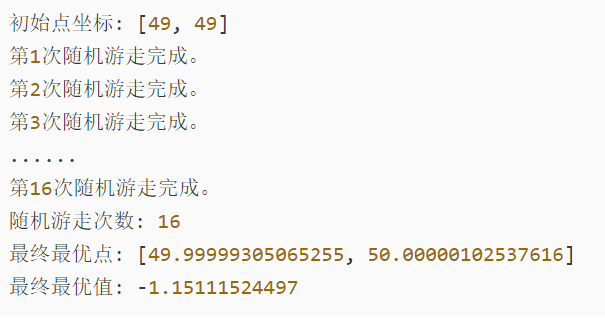 初始点坐标: [49, 49]
第1次随机游走完成。
第2次随机游走完成。
第3次随机游走完成。
......
第16次随机游走完成。
随机游走次数: 16
最终最优点: [49.99999305065255, 50.00000102537616]
最终最优值: -1.15111524497